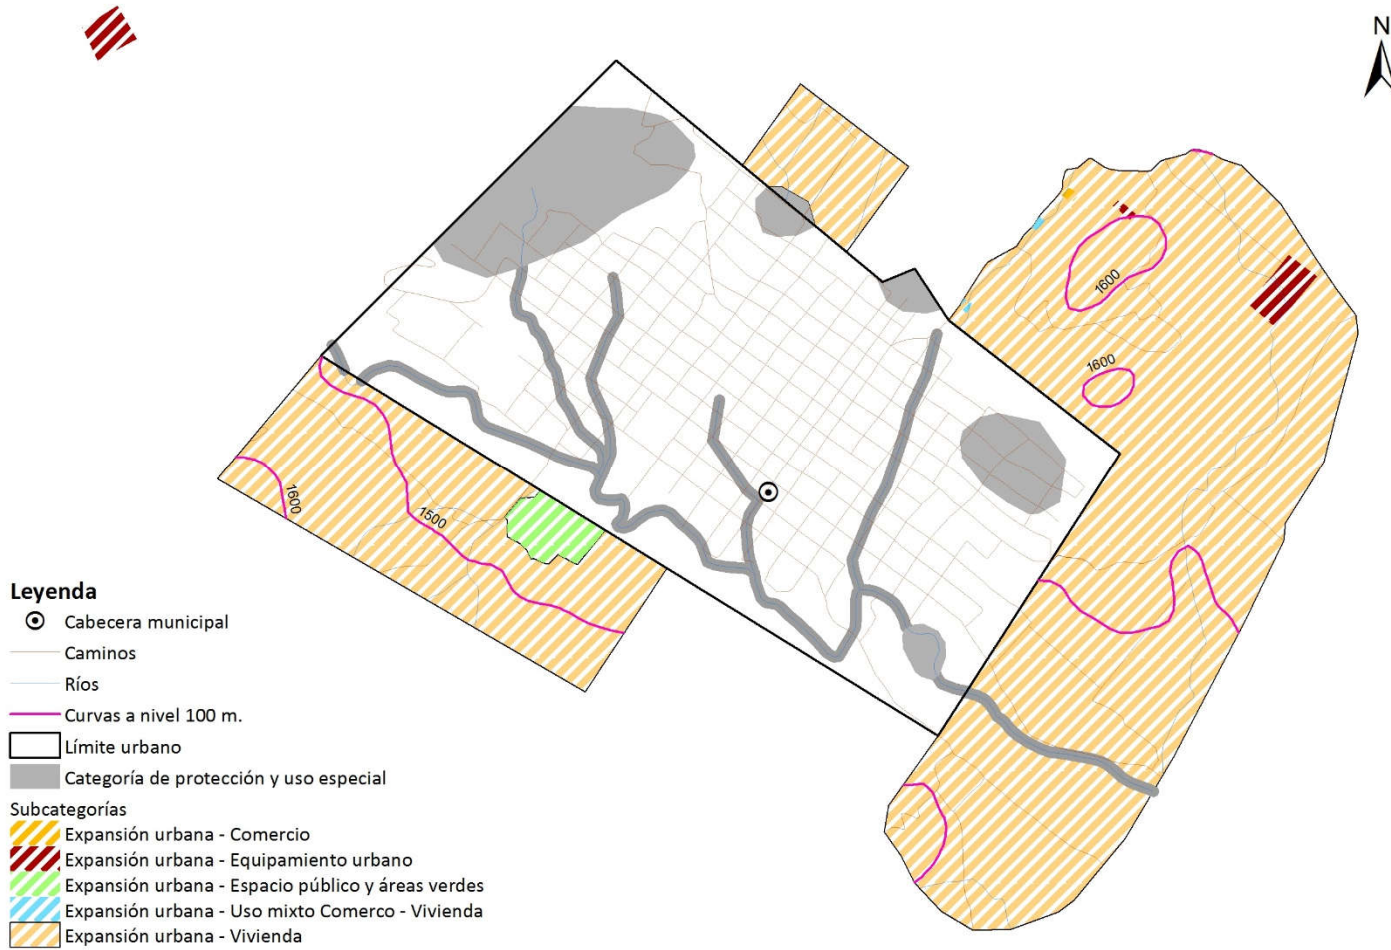 N
1600
1600
1600
1500
Leyenda
Cabecera municipal
Caminos
Ríos
Curvas a nivel 100 m.
Límite urbano
Categoría de protección y uso especial
Subcategorías
Expansión urbana - Comercio
Expansión urbana - Equipamiento urbano
Expansión urbana - Espacio público y áreas verdes
Expansión urbana - Uso mixto Comerco - Vivienda
Expansión urbana - Vivienda